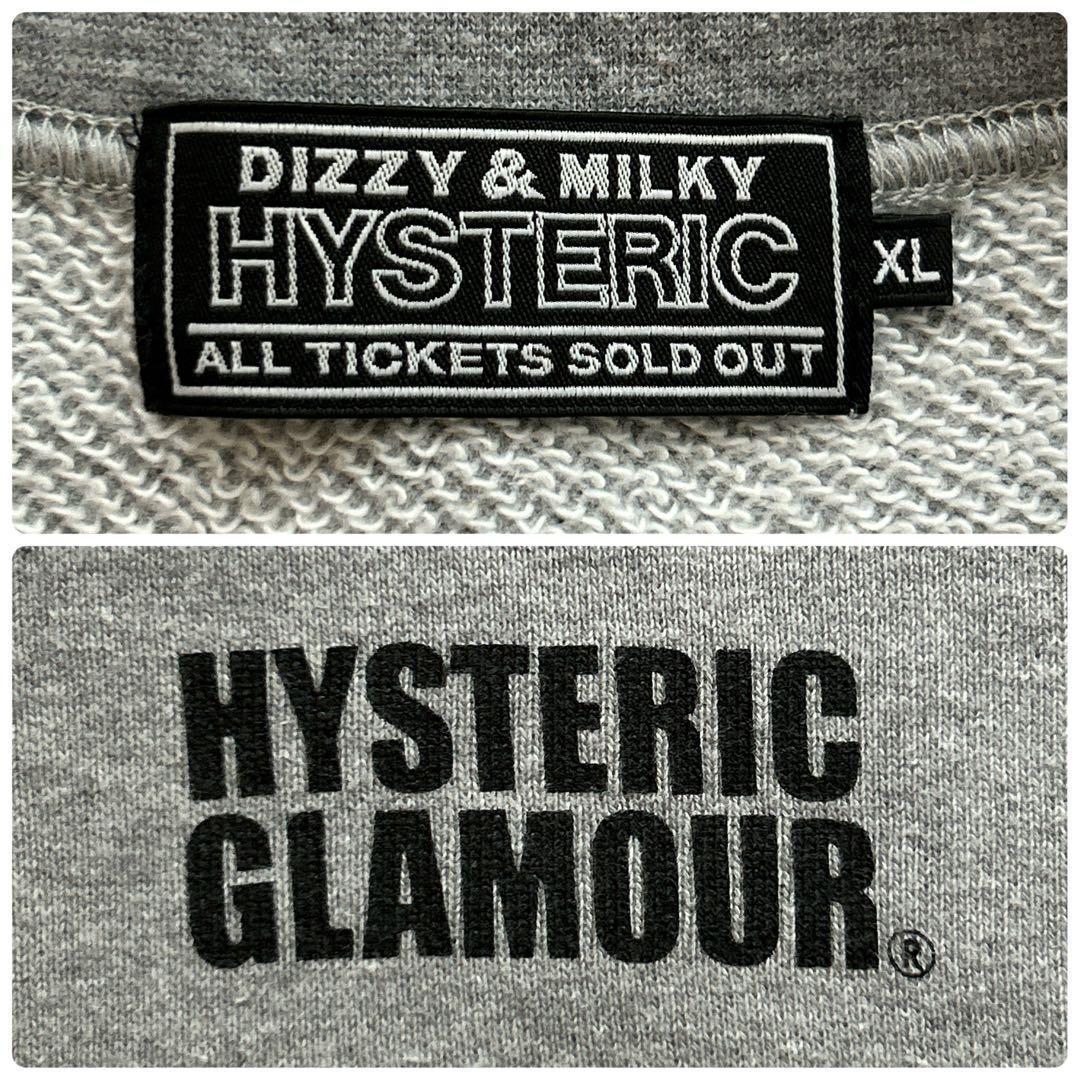 DIZZY & MILKY
HYSTERIC
ALL TICKETS SOLD OUT
XL
HYSTERIC
GLAMOUR®